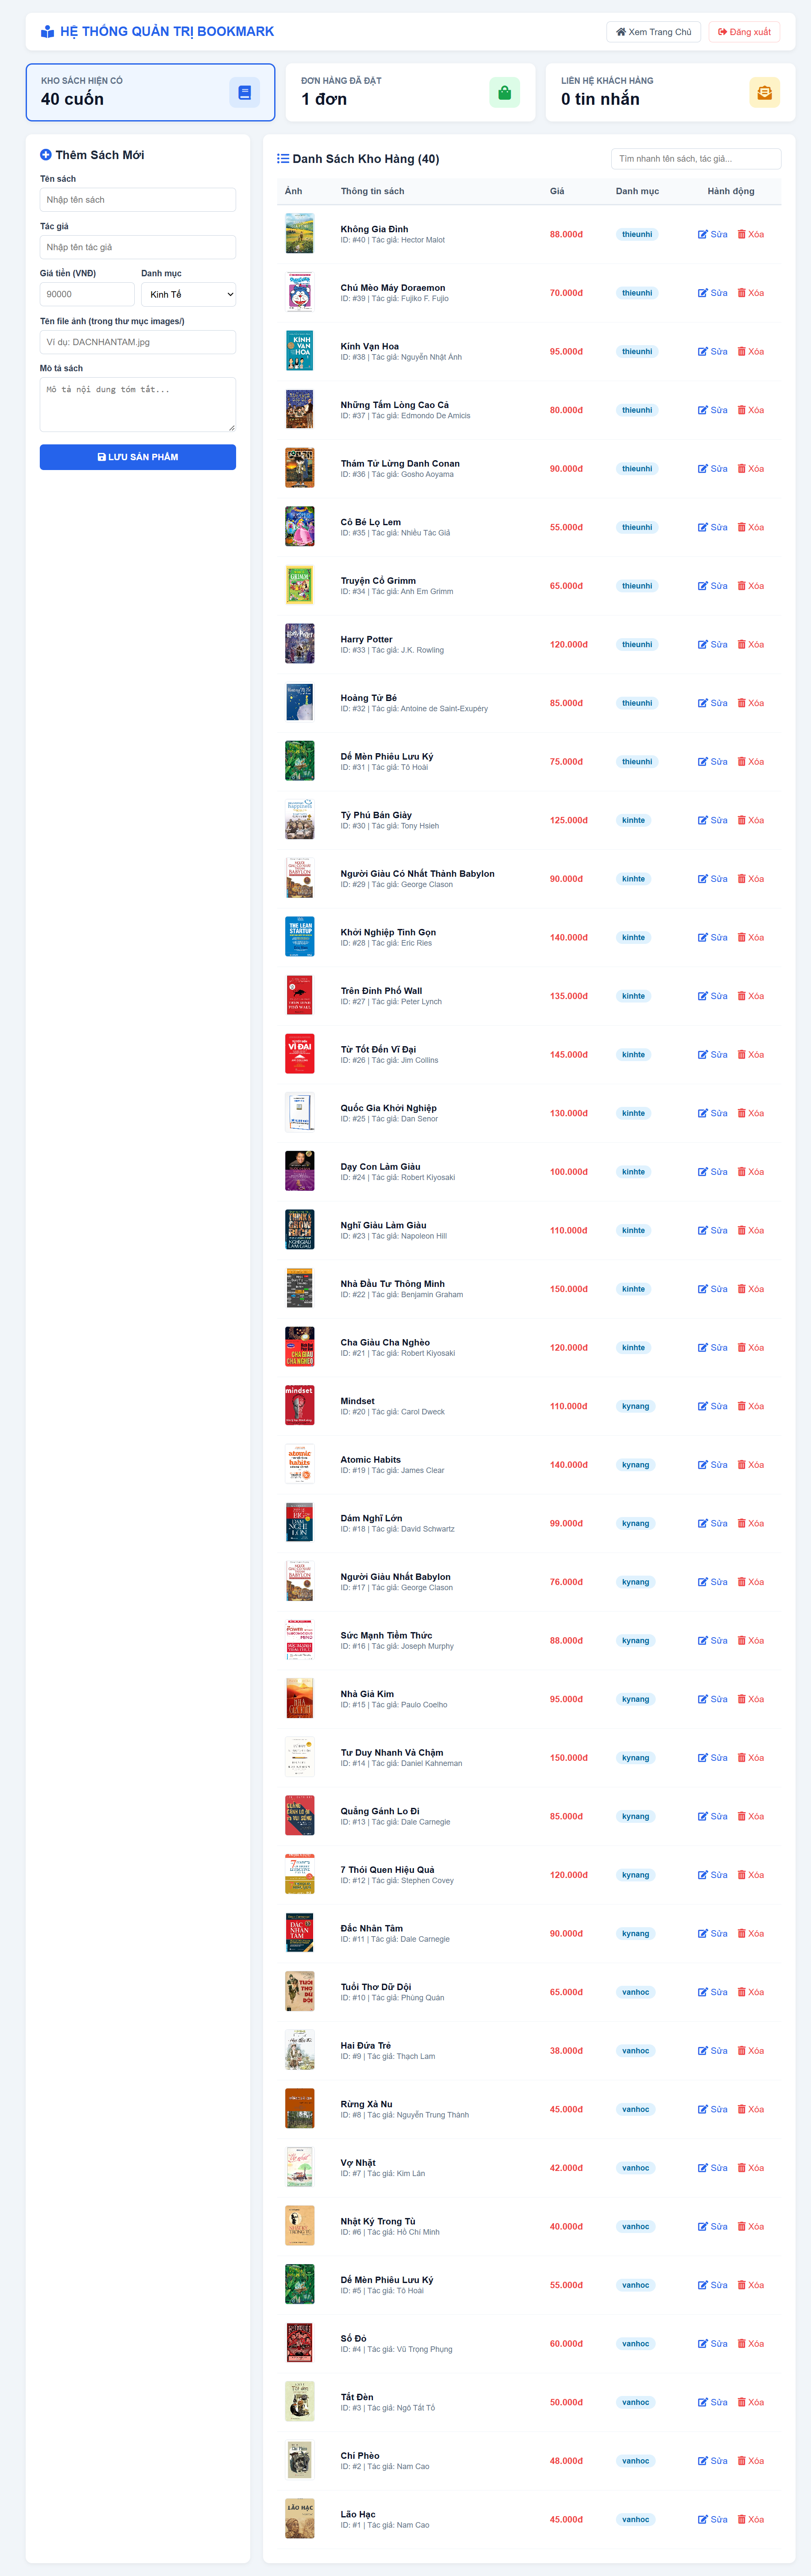 HỆ THỐNG QUẢN TRỊ BOOKMARK
Xem Trang Chủ
Đăng xuất
KHO SÁCH HIỆN CÓ
40 cuốn
ĐƠN HÀNG ĐÃ ĐẶT
1 đơn
LIÊN HỆ KHÁCH HÀNG
0 tin nhắn
Thêm Sách Mới
Tên sách
Nhập tên sách
Tác giả
Nhập tên tác giả
Giá tiền (VNĐ) Danh mục
90000 Kinh Tế
Tên file ảnh (trong thư mục images/)
Ví dụ: DACNHANTAM.jpg
Mô tả sách
Mô tả nội dung tóm tắt...
LƯU SẢN PHẨM
Danh Sách Kho Hàng (40)
Tìm nhanh tên sách, tác giả...
Ảnh Thông tin sách Giá Danh mục Hành động
Không Gia Đình
ID: #40 | Tác giả: Hector Malot
88.000đ thieunhi Sửa Xóa
Chú Mèo Máy Doraemon
ID: #39 | Tác giả: Fujiko F. Fujio
70.000đ thieunhi Sửa Xóa
Kính Vạn Hoa
ID: #38 | Tác giả: Nguyễn Nhật Ánh
95.000đ thieunhi Sửa Xóa
Những Tấm Lòng Cao Cả
ID: #37 | Tác giả: Edmondo De Amicis
80.000đ thieunhi Sửa Xóa
Thám Tử Lừng Danh Conan
ID: #36 | Tác giả: Gosho Aoyama
90.000đ thieunhi Sửa Xóa
Cô Bé Lọ Lem
ID: #35 | Tác giả: Nhiều Tác Giả
55.000đ thieunhi Sửa Xóa
Truyện Cổ Grimm
ID: #34 | Tác giả: Anh Em Grimm
65.000đ thieunhi Sửa Xóa
Harry Potter
ID: #33 | Tác giả: J.K. Rowling
120.000đ thieunhi Sửa Xóa
Hoàng Tử Bé
ID: #32 | Tác giả: Antoine de Saint-Exupéry
85.000đ thieunhi Sửa Xóa
Dế Mèn Phiêu Lưu Ký
ID: #31 | Tác giả: Tô Hoài
75.000đ thieunhi Sửa Xóa
Tỷ Phú Bán Giày
ID: #30 | Tác giả: Tony Hsieh
125.000đ kinhte Sửa Xóa
Người Giàu Có Nhất Thành Babylon
ID: #29 | Tác giả: George Clason
90.000đ kinhte Sửa Xóa
Khởi Nghiệp Tinh Gọn
ID: #28 | Tác giả: Eric Ries
140.000đ kinhte Sửa Xóa
Trên Đỉnh Phố Wall
ID: #27 | Tác giả: Peter Lynch
135.000đ kinhte Sửa Xóa
Từ Tốt Đến Vĩ Đại
ID: #26 | Tác giả: Jim Collins
145.000đ kinhte Sửa Xóa
Quốc Gia Khởi Nghiệp
ID: #25 | Tác giả: Dan Senor
130.000đ kinhte Sửa Xóa
Dạy Con Làm Giàu
ID: #24 | Tác giả: Robert Kiyosaki
100.000đ kinhte Sửa Xóa
Nghĩ Giàu Làm Giàu
ID: #23 | Tác giả: Napoleon Hill
110.000đ kinhte Sửa Xóa
Nhà Đầu Tư Thông Minh
ID: #22 | Tác giả: Benjamin Graham
150.000đ kinhte Sửa Xóa
Cha Giàu Cha Nghèo
ID: #21 | Tác giả: Robert Kiyosaki
120.000đ kinhte Sửa Xóa
Mindset
ID: #20 | Tác giả: Carol Dweck
110.000đ kynang Sửa Xóa
Atomic Habits
ID: #19 | Tác giả: James Clear
140.000đ kynang Sửa Xóa
Dám Nghĩ Lớn
ID: #18 | Tác giả: David Schwartz
99.000đ kynang Sửa Xóa
Người Giàu Nhất Babylon
ID: #17 | Tác giả: George Clason
76.000đ kynang Sửa Xóa
Sức Mạnh Tiềm Thức
ID: #16 | Tác giả: Joseph Murphy
88.000đ kynang Sửa Xóa
Nhà Giả Kim
ID: #15 | Tác giả: Paulo Coelho
95.000đ kynang Sửa Xóa
Tư Duy Nhanh Và Chậm
ID: #14 | Tác giả: Daniel Kahneman
150.000đ kynang Sửa Xóa
Quẳng Gánh Lo Đi
ID: #13 | Tác giả: Dale Carnegie
85.000đ kynang Sửa Xóa
7 Thói Quen Hiệu Quả
ID: #12 | Tác giả: Stephen Covey
120.000đ kynang Sửa Xóa
Đắc Nhân Tâm
ID: #11 | Tác giả: Dale Carnegie
90.000đ kynang Sửa Xóa
Tuổi Thơ Dữ Dội
ID: #10 | Tác giả: Phùng Quán
65.000đ vanhoc Sửa Xóa
Hai Đứa Trẻ
ID: #9 | Tác giả: Thạch Lam
38.000đ vanhoc Sửa Xóa
Rừng Xà Nu
ID: #8 | Tác giả: Nguyễn Trung Thành
45.000đ vanhoc Sửa Xóa
Vợ Nhặt
ID: #7 | Tác giả: Kim Lân
42.000đ vanhoc Sửa Xóa
Nhật Ký Trong Tù
ID: #6 | Tác giả: Hồ Chí Minh
40.000đ vanhoc Sửa Xóa
Dế Mèn Phiêu Lưu Ký
ID: #5 | Tác giả: Tô Hoài
55.000đ vanhoc Sửa Xóa
Số Đỏ
ID: #4 | Tác giả: Vũ Trọng Phụng
60.000đ vanhoc Sửa Xóa
Tắt Đèn
ID: #3 | Tác giả: Ngô Tất Tố
50.000đ vanhoc Sửa Xóa
Chí Phèo
ID: #2 | Tác giả: Nam Cao
48.000đ vanhoc Sửa Xóa
Lão Hạc
ID: #1 | Tác giả: Nam Cao
45.000đ vanhoc Sửa Xóa